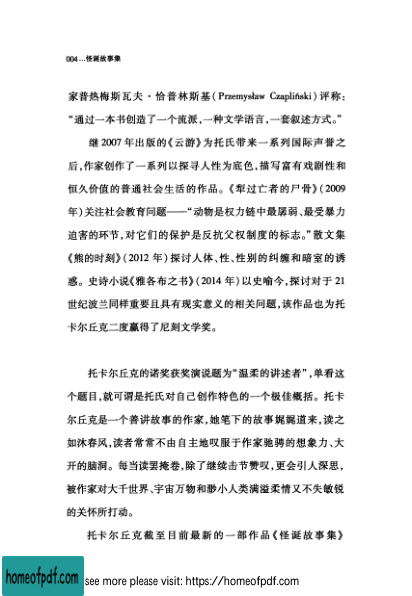 004...怪诞故事集
家普热梅斯瓦夫·恰普林斯基(Przemysław Czapliński)评称：
“通过一本书创造了一个流派,一种文学语言,一套叙述方式。”
继2007年出版的《云游》为托氏带来一系列国际声誉之
后,作家创作了一系列以探寻人性为底色,描写富有戏剧性和
恒久价值的普通社会生活的作品。《犁过亡者的尸骨》(2009
年)关注社会教育问题——“动物是权力链中最孱弱、最受暴力
迫害的环节,对它们的保护是反抗父权制度的标志。”散文集
《熊的时刻》(2012年)探讨人体、性、性别的纠缠和暗室的诱
惑。史诗小说《雅各布之书》(2014年)以史喻今,探讨对于21
世纪波兰同样重要且具有现实意义的相关问题,该作品也为托
卡尔丘克二度赢得了尼刻文学奖。
托卡尔丘克的诺奖获奖演说题为“温柔的讲述者”,单看这
个题目,就可谓是托氏对自己创作特色的一个极佳概括。托卡
尔丘克是一个善讲故事的作家,她笔下的故事娓娓道来,读之
如沐春风,读者常常不由自主地叹服于作家驰骋的想象力、大
开的脑洞。每当读罢掩卷,除了继续击节赞叹,更会引人深思,
被作家对大千世界、宇宙万物和渺小人类满溢柔情又不失敏锐
的关怀所打动。
托卡尔丘克截至目前最新的一部作品《怪诞故事集》
homeofpdf.com
see more please visit: https://homeofpdf.com